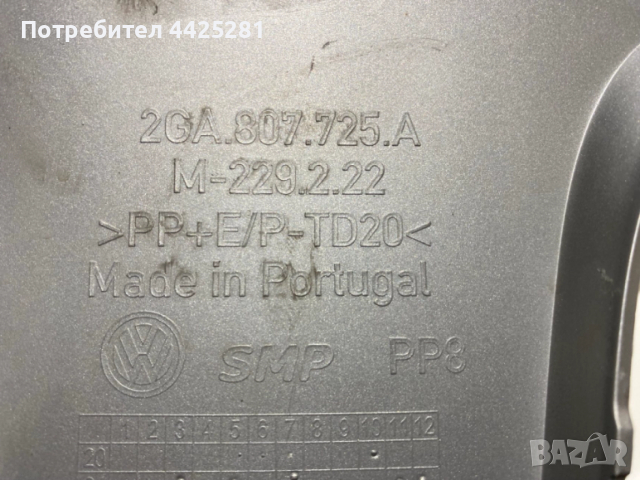 Потребител 4425281
2GA.807.725.A
M-229.2.22
>PP+E/P-TD20<
Made in Portugal
SMP PP8
1 2 3 4 5 6 7 8 9 10 11 12
20
BAZAR